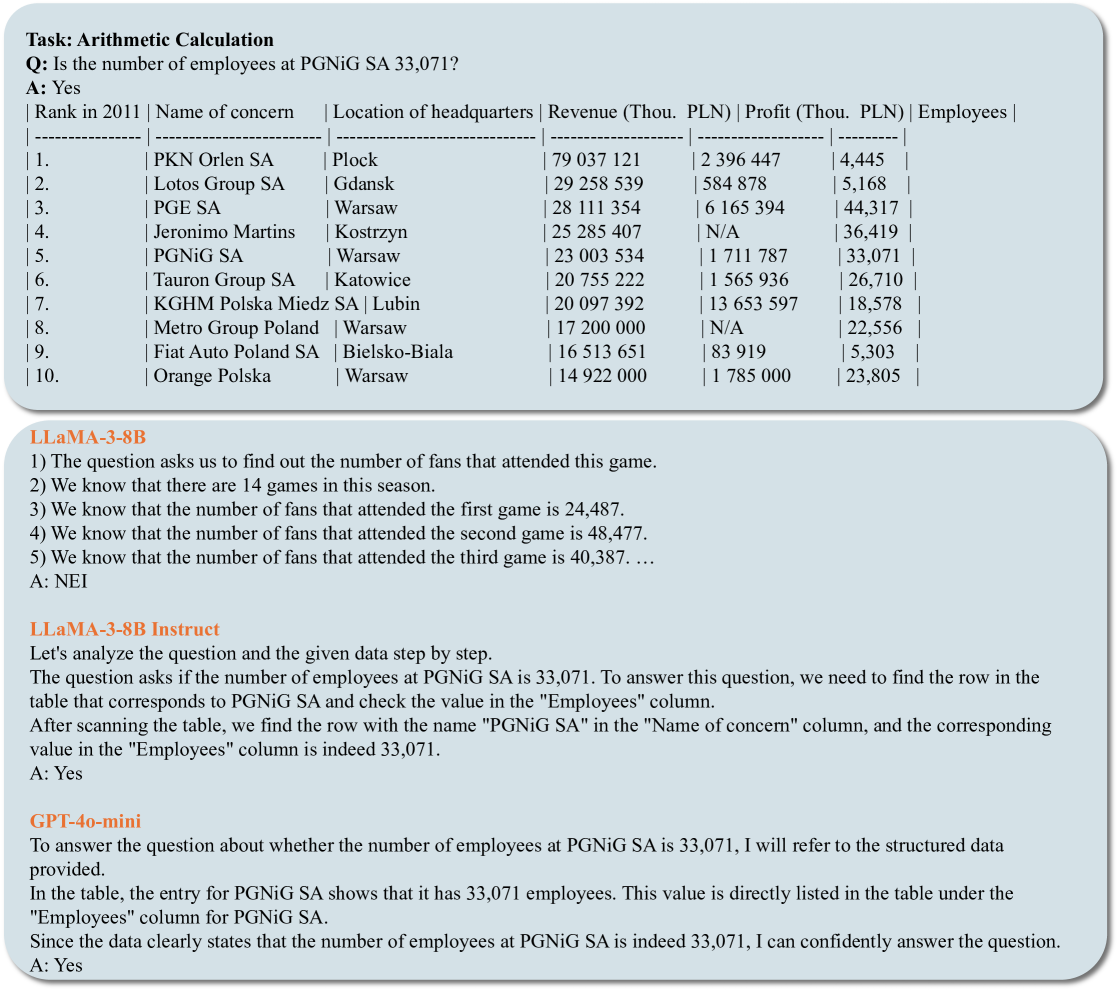 Task: Arithmetic Calculation
Q: Is the number of employees at PGNiG SA 33,071?
A: Yes
| Rank in 2011 | Name of concern | Location of headquarters | Revenue (Thou. PLN) | Profit (Thou. PLN) | Employees |
| ---------------- | ------------------------ | ----------------------------- | ------------------- | ------------------ | --------- |
| 1. | PKN Orlen SA | Plock | 79 037 121 | 2 396 447 | 4,445 |
| 2. | Lotos Group SA | Gdansk | 29 258 539 | 584 878 | 5,168 |
| 3. | PGE SA | Warsaw | 28 111 354 | 6 165 394 | 44,317 |
| 4. | Jeronimo Martins | Kostrzyn | 25 285 407 | N/A | 36,419 |
| 5. | PGNiG SA | Warsaw | 23 003 534 | 1 711 787 | 33,071 |
| 6. | Tauron Group SA | Katowice | 20 755 222 | 1 565 936 | 26,710 |
| 7. | KGHM Polska Miedz SA | Lubin | 20 097 392 | 13 653 597 | 18,578 |
| 8. | Metro Group Poland | Warsaw | 17 200 000 | N/A | 22,556 |
| 9. | Fiat Auto Poland SA | Bielsko-Biala | 16 513 651 | 83 919 | 5,303 |
| 10. | Orange Polska | Warsaw | 14 922 000 | 1 785 000 | 23,805 |
LLaMA-3-8B
1) The question asks us to find out the number of fans that attended this game.
2) We know that there are 14 games in this season.
3) We know that the number of fans that attended the first game is 24,487.
4) We know that the number of fans that attended the second game is 48,477.
5) We know that the number of fans that attended the third game is 40,387. …
A: NEI
LLaMA-3-8B Instruct
Let's analyze the question and the given data step by step.
The question asks if the number of employees at PGNiG SA is 33,071. To answer this question, we need to find the row in the
table that corresponds to PGNiG SA and check the value in the "Employees" column.
After scanning the table, we find the row with the name "PGNiG SA" in the "Name of concern" column, and the corresponding
value in the "Employees" column is indeed 33,071.
A: Yes
GPT-4o-mini
To answer the question about whether the number of employees at PGNiG SA is 33,071, I will refer to the structured data
provided.
In the table, the entry for PGNiG SA shows that it has 33,071 employees. This value is directly listed in the table under the
"Employees" column for PGNiG SA.
Since the data clearly states that the number of employees at PGNiG SA is indeed 33,071, I can confidently answer the question.
A: Yes